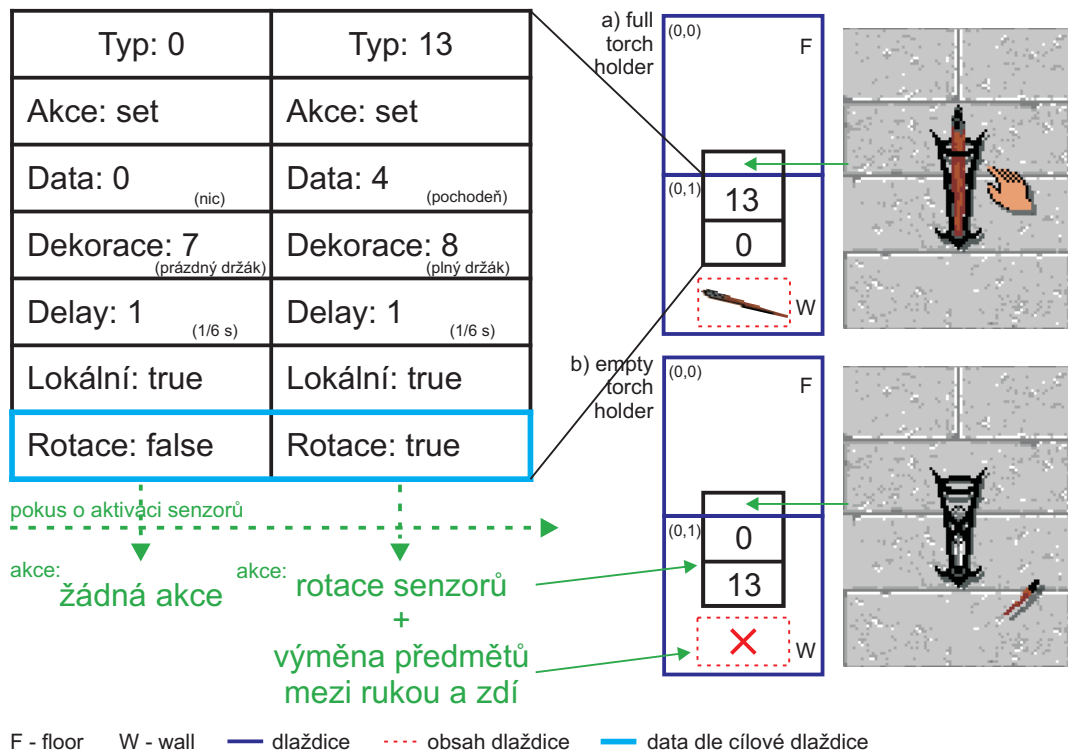 Typ: 0
Typ: 13
Akce: set
Akce: set
Data: 0
(nic)
Data: 4
(pochodeň)
Dekorace: 7
(prázdný držák)
Dekorace: 8
(plný držák)
Delay: 1
(1/6 s)
Delay: 1
(1/6 s)
Lokální: true
Lokální: true
Rotace: false
Rotace: true
pokus o aktivaci senzorů
akce:
žádná akce
akce:
rotace senzorů
+
výměna předmětů
mezi rukou a zdí
a) full
torch
holder
(0,0)
F
(0,1)
13
0
W
b) empty
torch
holder
(0,0)
F
(0,1)
0
13
W
F - floor W - wall dlaždice obsah dlaždice data dle cílové dlaždice